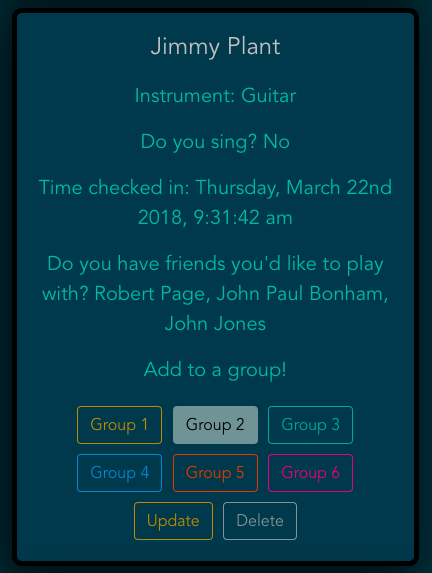 Jimmy Plant
Instrument: Guitar
Do you sing? No
Time checked in: Thursday, March 22nd
2018, 9:31:42 am
Do you have friends you'd like to play
with? Robert Page, John Paul Bonham,
John Jones
Add to a group!
Group 1 Group 2 Group 3
Group 4 Group 5 Group 6
Update Delete